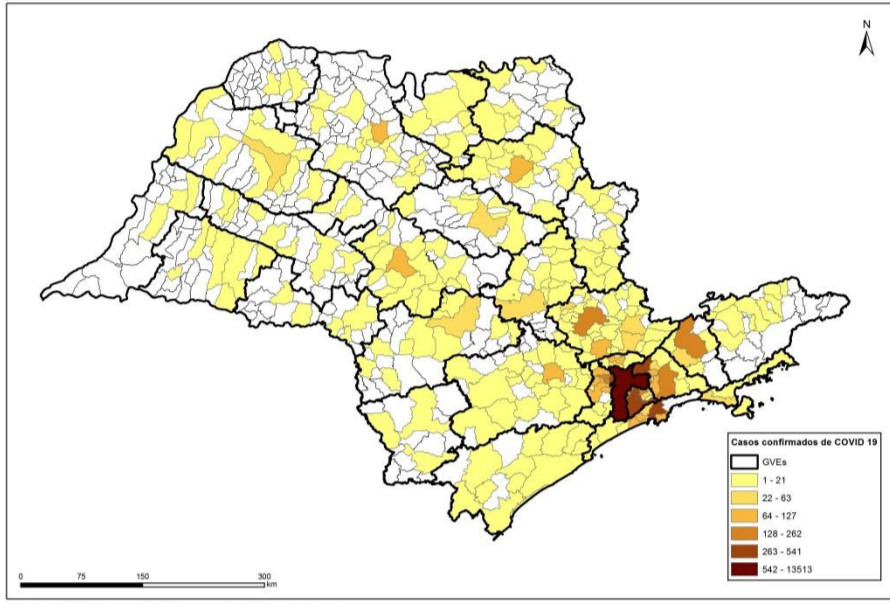 N
Casos confirmados de COVID 19
GVEs
1 - 21
22 - 63
64 - 127
128 - 262
263 - 541
542 - 13513
0 75 150 300
km